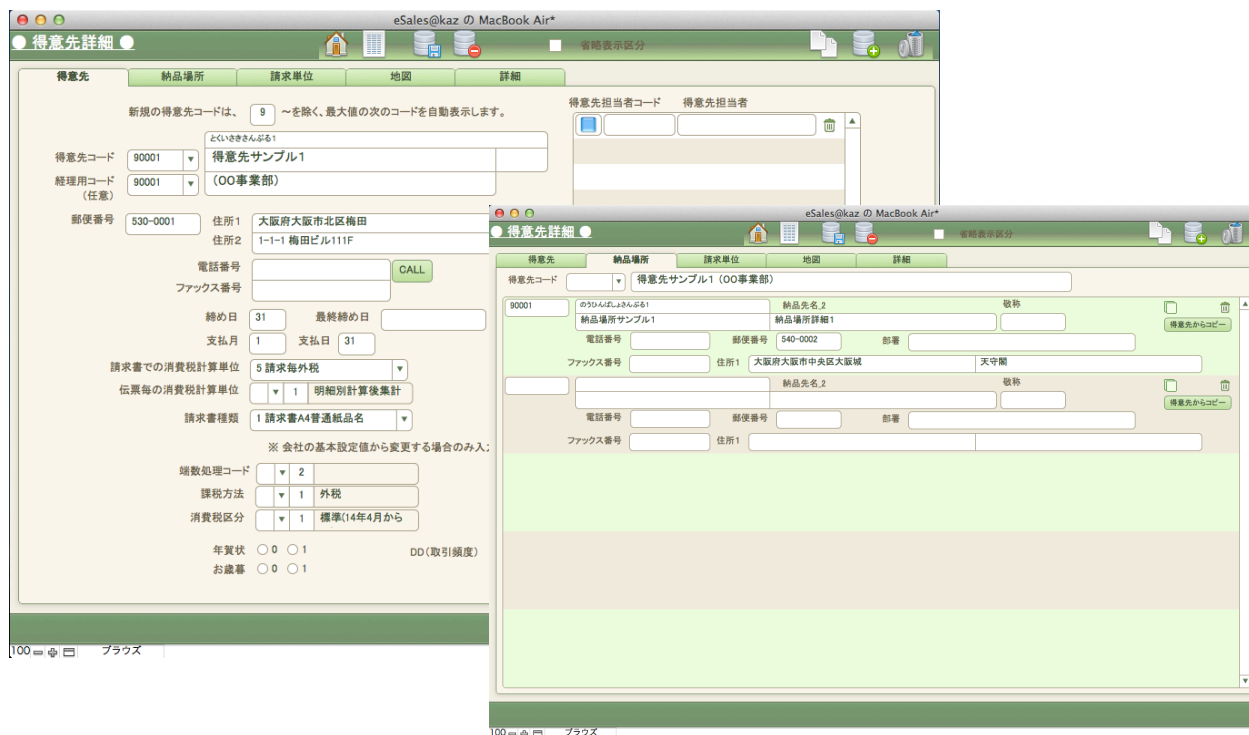 eSales@kaz の MacBook Air*
● 得意先詳細 ●
省略表示区分
得意先 納品場所 請求単位 地図 詳細
新規の得意先コードは、 9 ～を除く、最大値の次のコードを自動表示します。
得意先担当者コード 得意先担当者
とくいさきさんぷる1
得意先コード 90001 得意先サンプル1
経理用コード 90001 (OO事業部)
(任意)
郵便番号 530-0001 住所1 大阪府大阪市北区梅田
住所2 1-1-1 梅田ビル111F
電話番号 CALL
ファックス番号
締め日 31 最終締め日
支払月 1 支払日 31
請求書での消費税計算単位 5 請求毎外税
伝票毎の消費税計算単位 1 明細別計算後集計
請求書種類 1 請求書A4普通紙品名
※ 会社の基本設定値から変更する場合のみ入
端数処理コード 2
課税方法 1 外税
消費税区分 1 標準(14年4月から
年賀状 0 1 DD(取引頻度)
お歳暮 0 1
100 ブラウズ
eSales@kaz の MacBook Air*
● 得意先詳細 ●
省略表示区分
得意先 納品場所 請求単位 地図 詳細
得意先コード 得意先サンプル1 (OO事業部)
90001 のうひんばしょさんぷる1 納品先名_2 敬称
納品場所サンプル1 納品場所詳細1 得意先からコピー
電話番号 郵便番号 540-0002 部署
ファックス番号 住所1 大阪府大阪市中央区大阪城 天守閣
納品先名_2 敬称
得意先からコピー
電話番号 郵便番号 部署
ファックス番号 住所1
100 ブラウズ